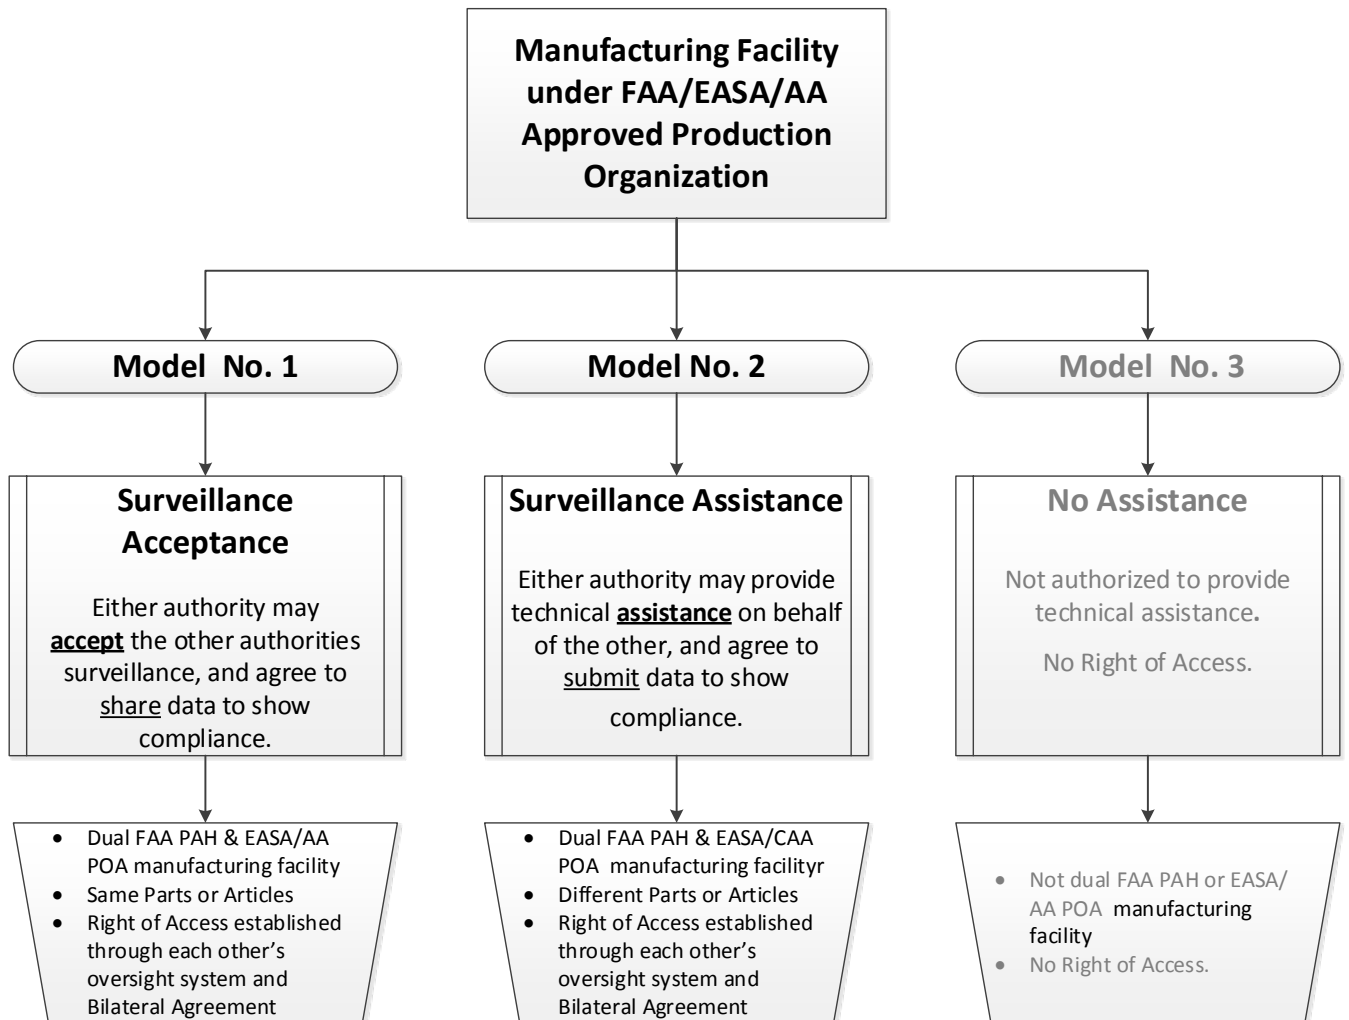 Manufacturing Facility
under FAA/EASA/AA
Approved Production
Organization
Model No. 1
Model No. 2
Model No. 3
Surveillance
Acceptance
Either authority may
accept the other authorities
surveillance, and agree to
share data to show
compliance.
Surveillance Assistance
Either authority may provide
technical assistance on behalf
of the other, and agree to
submit data to show
compliance.
No Assistance
Not authorized to provide
technical assistance.
No Right of Access.
• Dual FAA PAH & EASA/AA
POA manufacturing facility
• Same Parts or Articles
• Right of Access established
through each other’s
oversight system and
Bilateral Agreement
• Dual FAA PAH & EASA/CAA
POA manufacturing facilityr
• Different Parts or Articles
• Right of Access established
through each other’s
oversight system and
Bilateral Agreement
• Not dual FAA PAH or EASA/
AA POA manufacturing
facility
• No Right of Access.